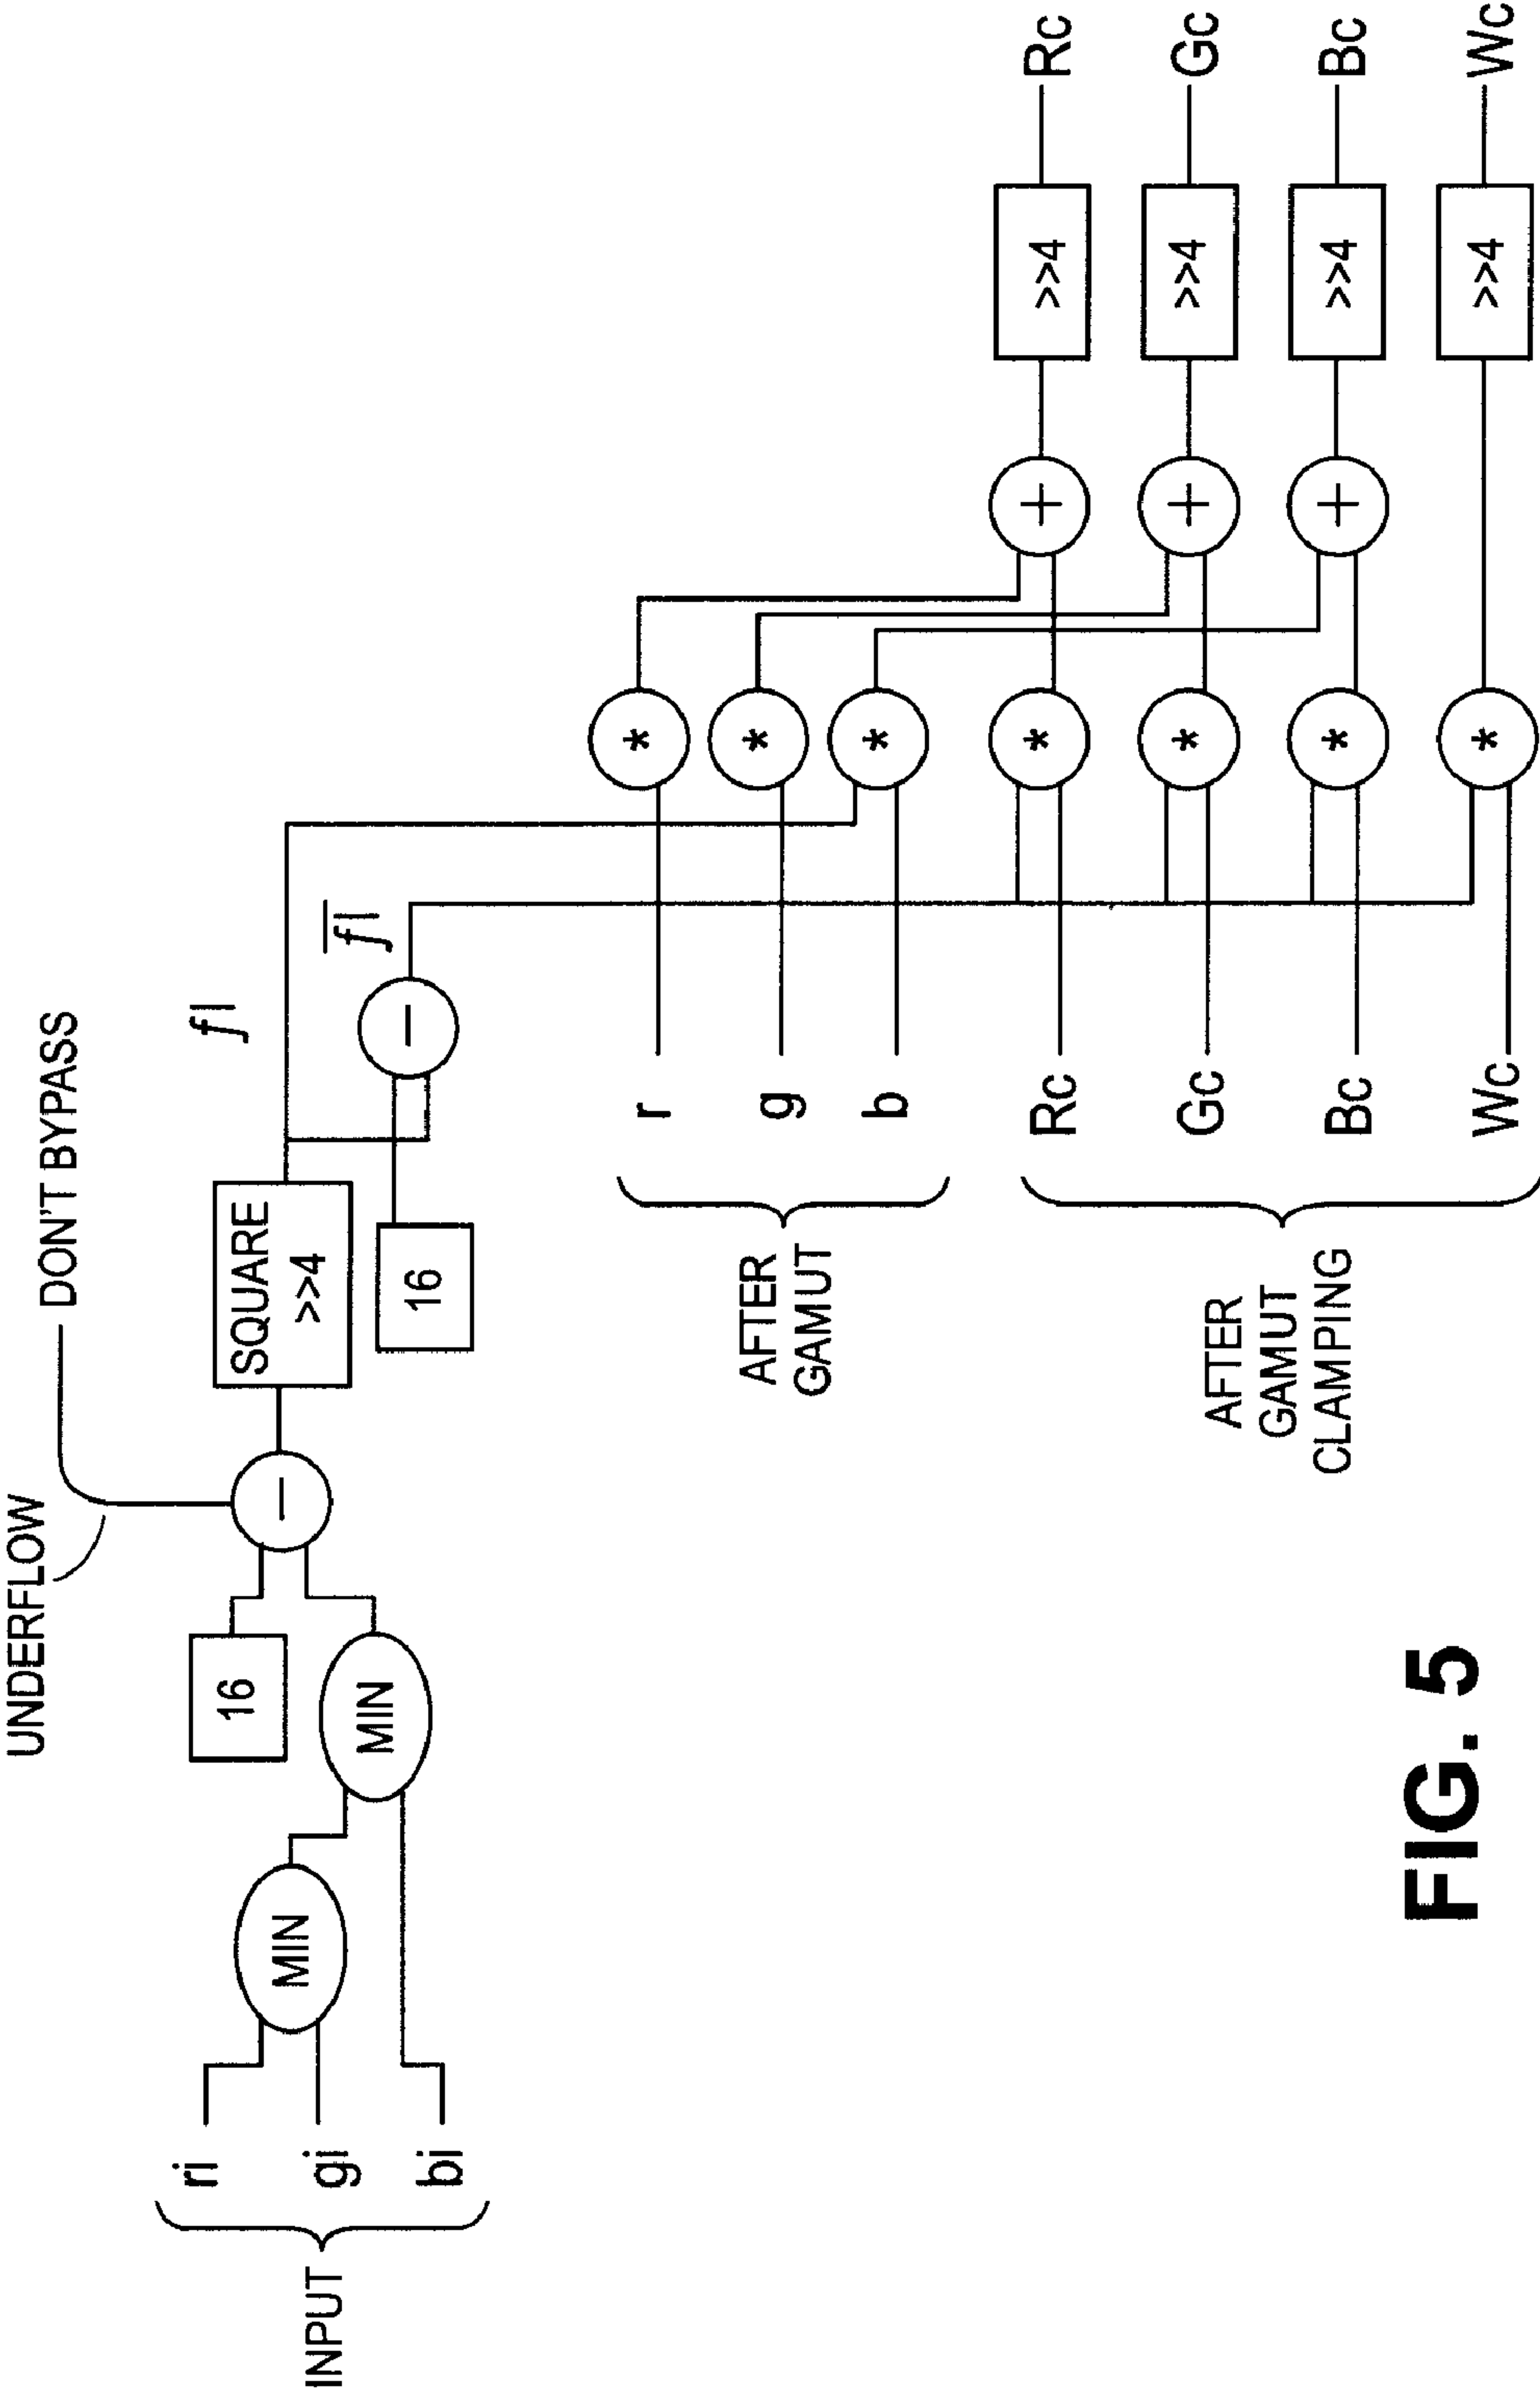 UNDERFLOW
DON'T BYPASS
INPUT
ri
gi
bi
MIN
MIN
16
−
SQUARE
>>4
16
−
fl
f̅l̅
AFTER
GAMUT
r
g
b
AFTER
GAMUT
CLAMPING
Rc
Gc
Bc
Wc
*
*
*
*
*
*
*
+
+
+
>>4
>>4
>>4
>>4
Rc
Gc
Bc
Wc
FIG. 5